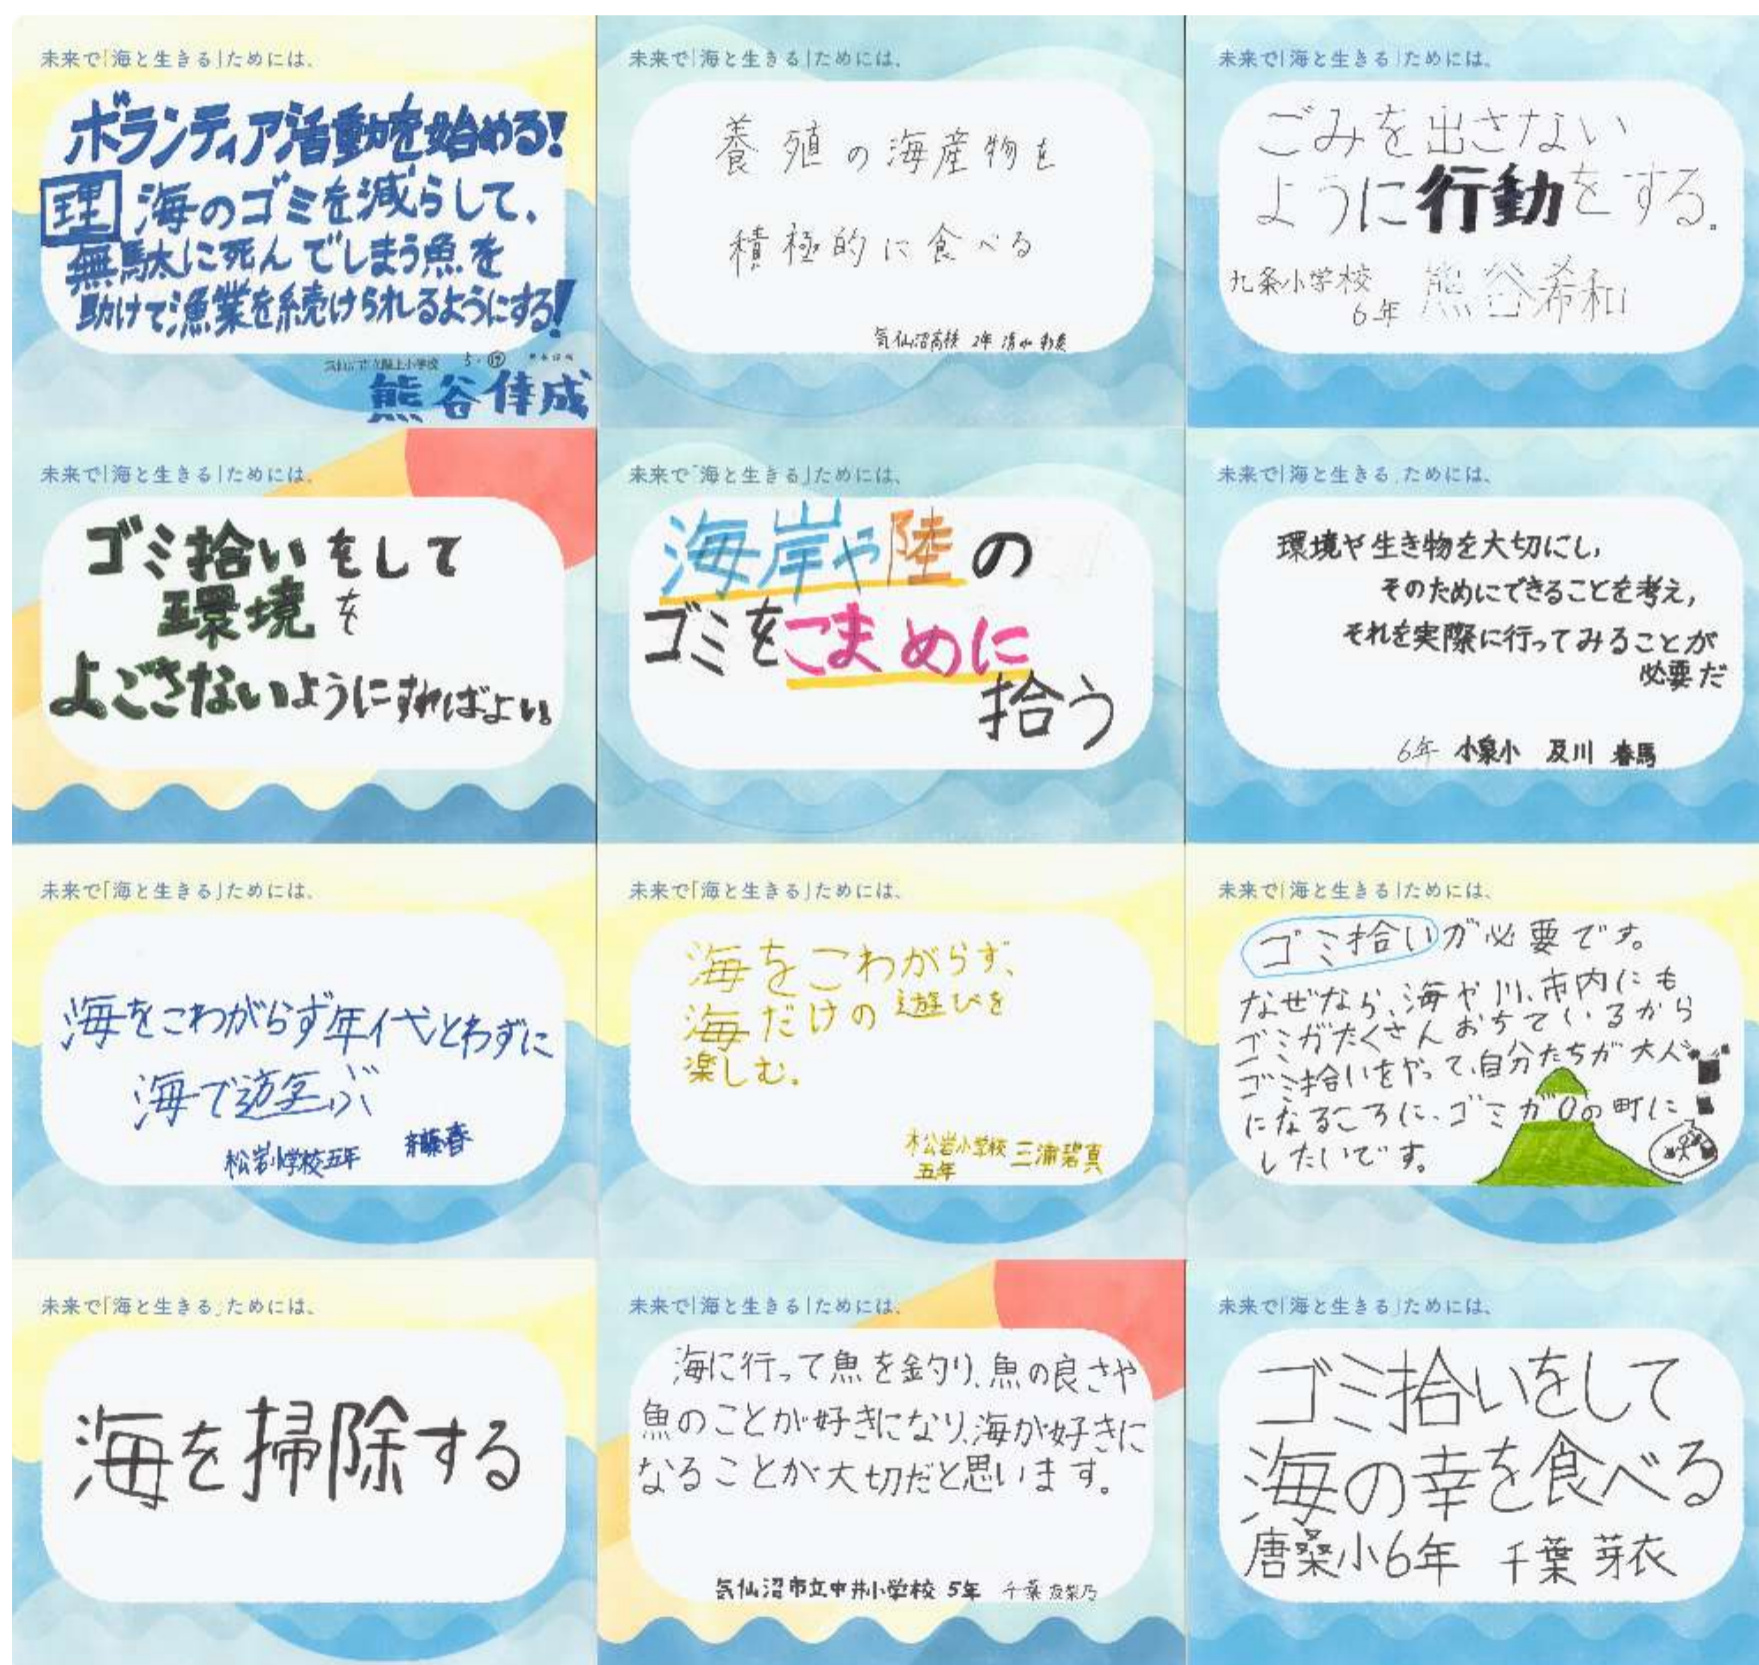 未来で「海と生きる」ためには、
ボランティア活動を始める!
理 海のゴミを減らして、
無駄に死んでしまう魚を
助けて漁業を続けられるようにする!
熊谷倖成
未来で「海と生きる」ためには、
養殖の海産物を
積極的に食べる
気仙沼高校 2年
未来で「海と生きる」ためには、
ごみを出さない
ように行動をする。
九条小学校
6年 熊谷希和
未来で「海と生きる」ためには、
ゴミ拾いをして
環境を
よごさないようにすればよい。
未来で「海と生きる」ためには、
海岸や陸の
ゴミをこまめに
拾う
未来で「海と生きる」ためには、
環境や生き物を大切にし,
そのためにできることを考え,
それを実際に行ってみることが
必要だ
6年 小泉小 及川 春馬
未来で「海と生きる」ためには、
海をこわがらず年代とわずに
海で遊ぶ
松岩小学校五年 齊藤春
未来で「海と生きる」ためには、
海をこわがらず、
海だけの遊びを
楽しむ。
松岩小学校 三浦碧真
五年
未来で「海と生きる」ためには、
ゴミ拾いが必要です。
なぜなら、海や川、市内にも
ゴミがたくさんおちているから
ゴミ拾いをやって、自分たちが大人
になるころに、ゴミが0の町に
したいです。
未来で「海と生きる」ためには、
海を掃除する
未来で「海と生きる」ためには、
海に行って魚を釣り、魚の良さや
魚のことが好きになり、海が好きに
なることが大切だと思います。
気仙沼市立中井小学校 5年 千葉 友梨乃
未来で「海と生きる」ためには、
ゴミ拾いをして
海の幸を食べる
唐桑小6年 千葉 芽衣